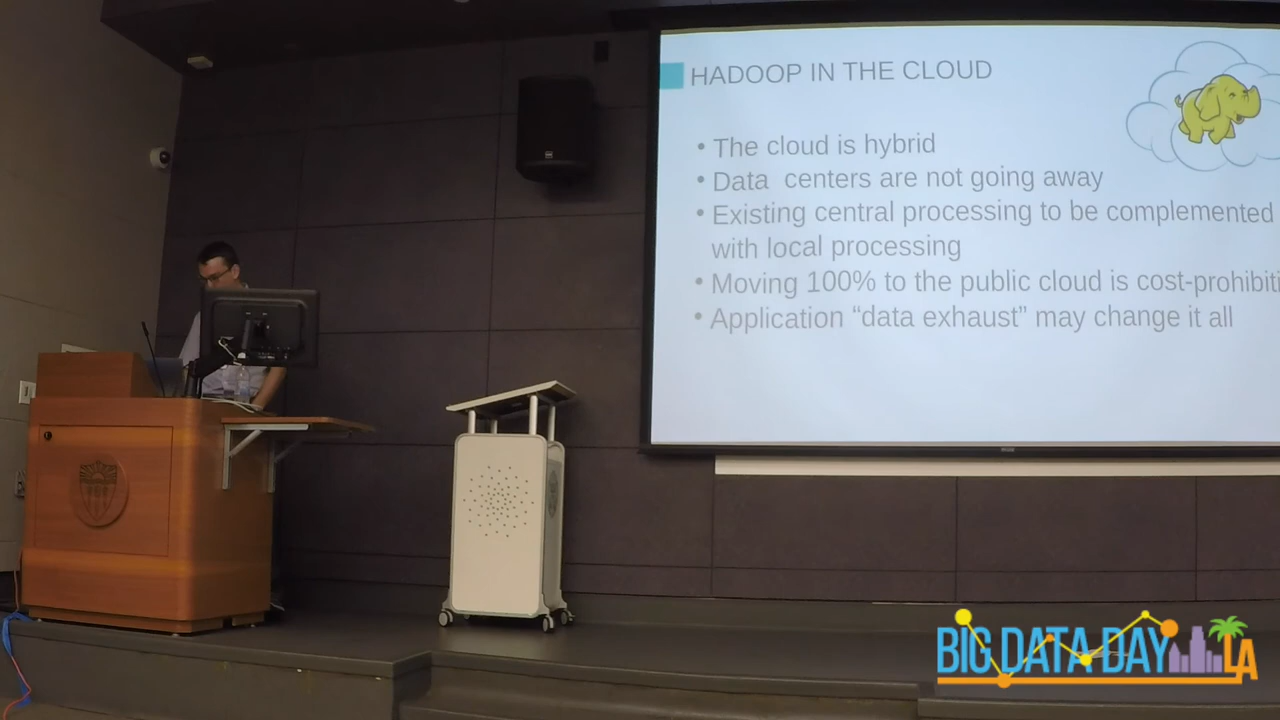 HADOOP IN THE CLOUD
• The cloud is hybrid
• Data centers are not going away
• Existing central processing to be complemented
with local processing
• Moving 100% to the public cloud is
• Application “data exhaust” may change it all
BIG DATA DAY LA